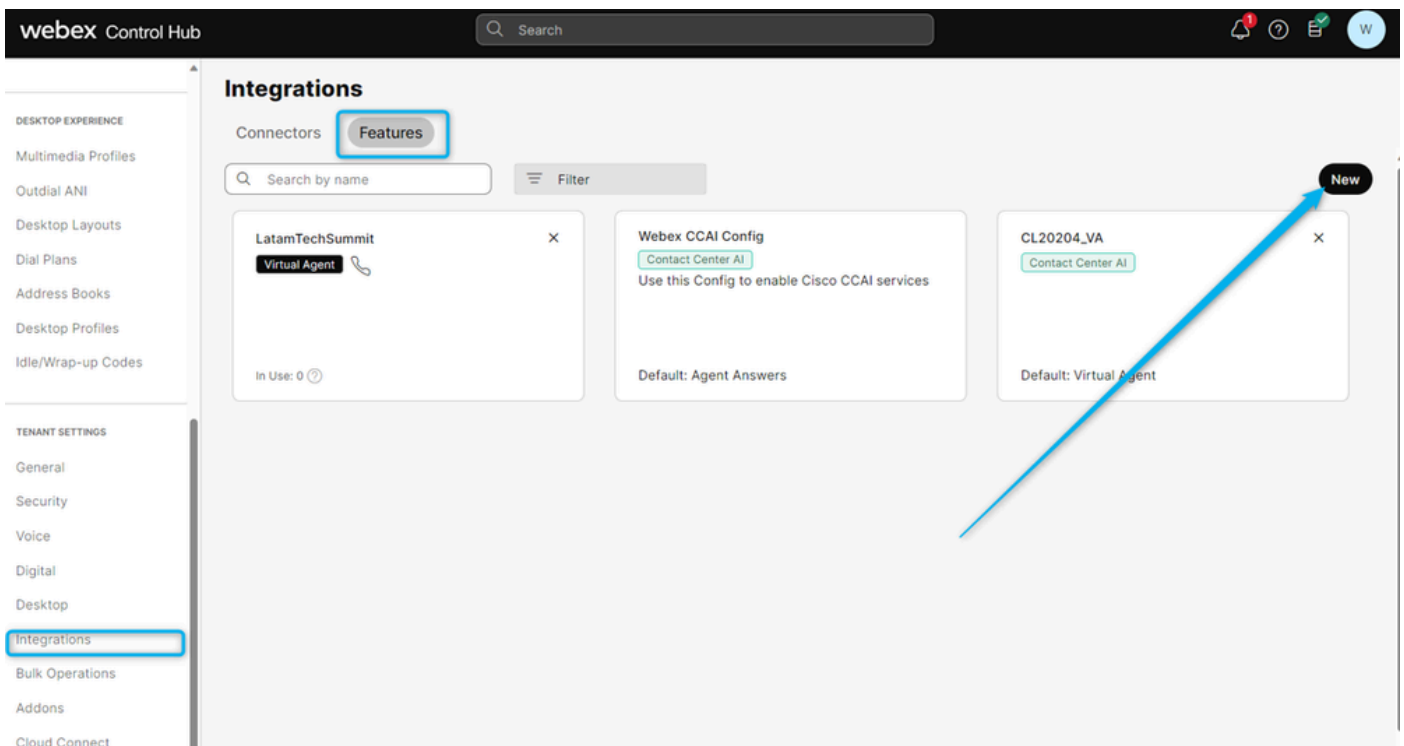 webex Control Hub
Search
1
W
DESKTOP EXPERIENCE
Multimedia Profiles
Outdial ANI
Desktop Layouts
Dial Plans
Address Books
Desktop Profiles
Idle/Wrap-up Codes
TENANT SETTINGS
General
Security
Voice
Digital
Desktop
Integrations
Bulk Operations
Addons
Cloud Connect
Integrations
Connectors Features
Search by name
Filter
New
LatamTechSummit
Virtual Agent
In Use: 0
Webex CCAI Config
Contact Center AI
Use this Config to enable Cisco CCAI services
Default: Agent Answers
CL20204_VA
Contact Center AI
Default: Virtual Agent